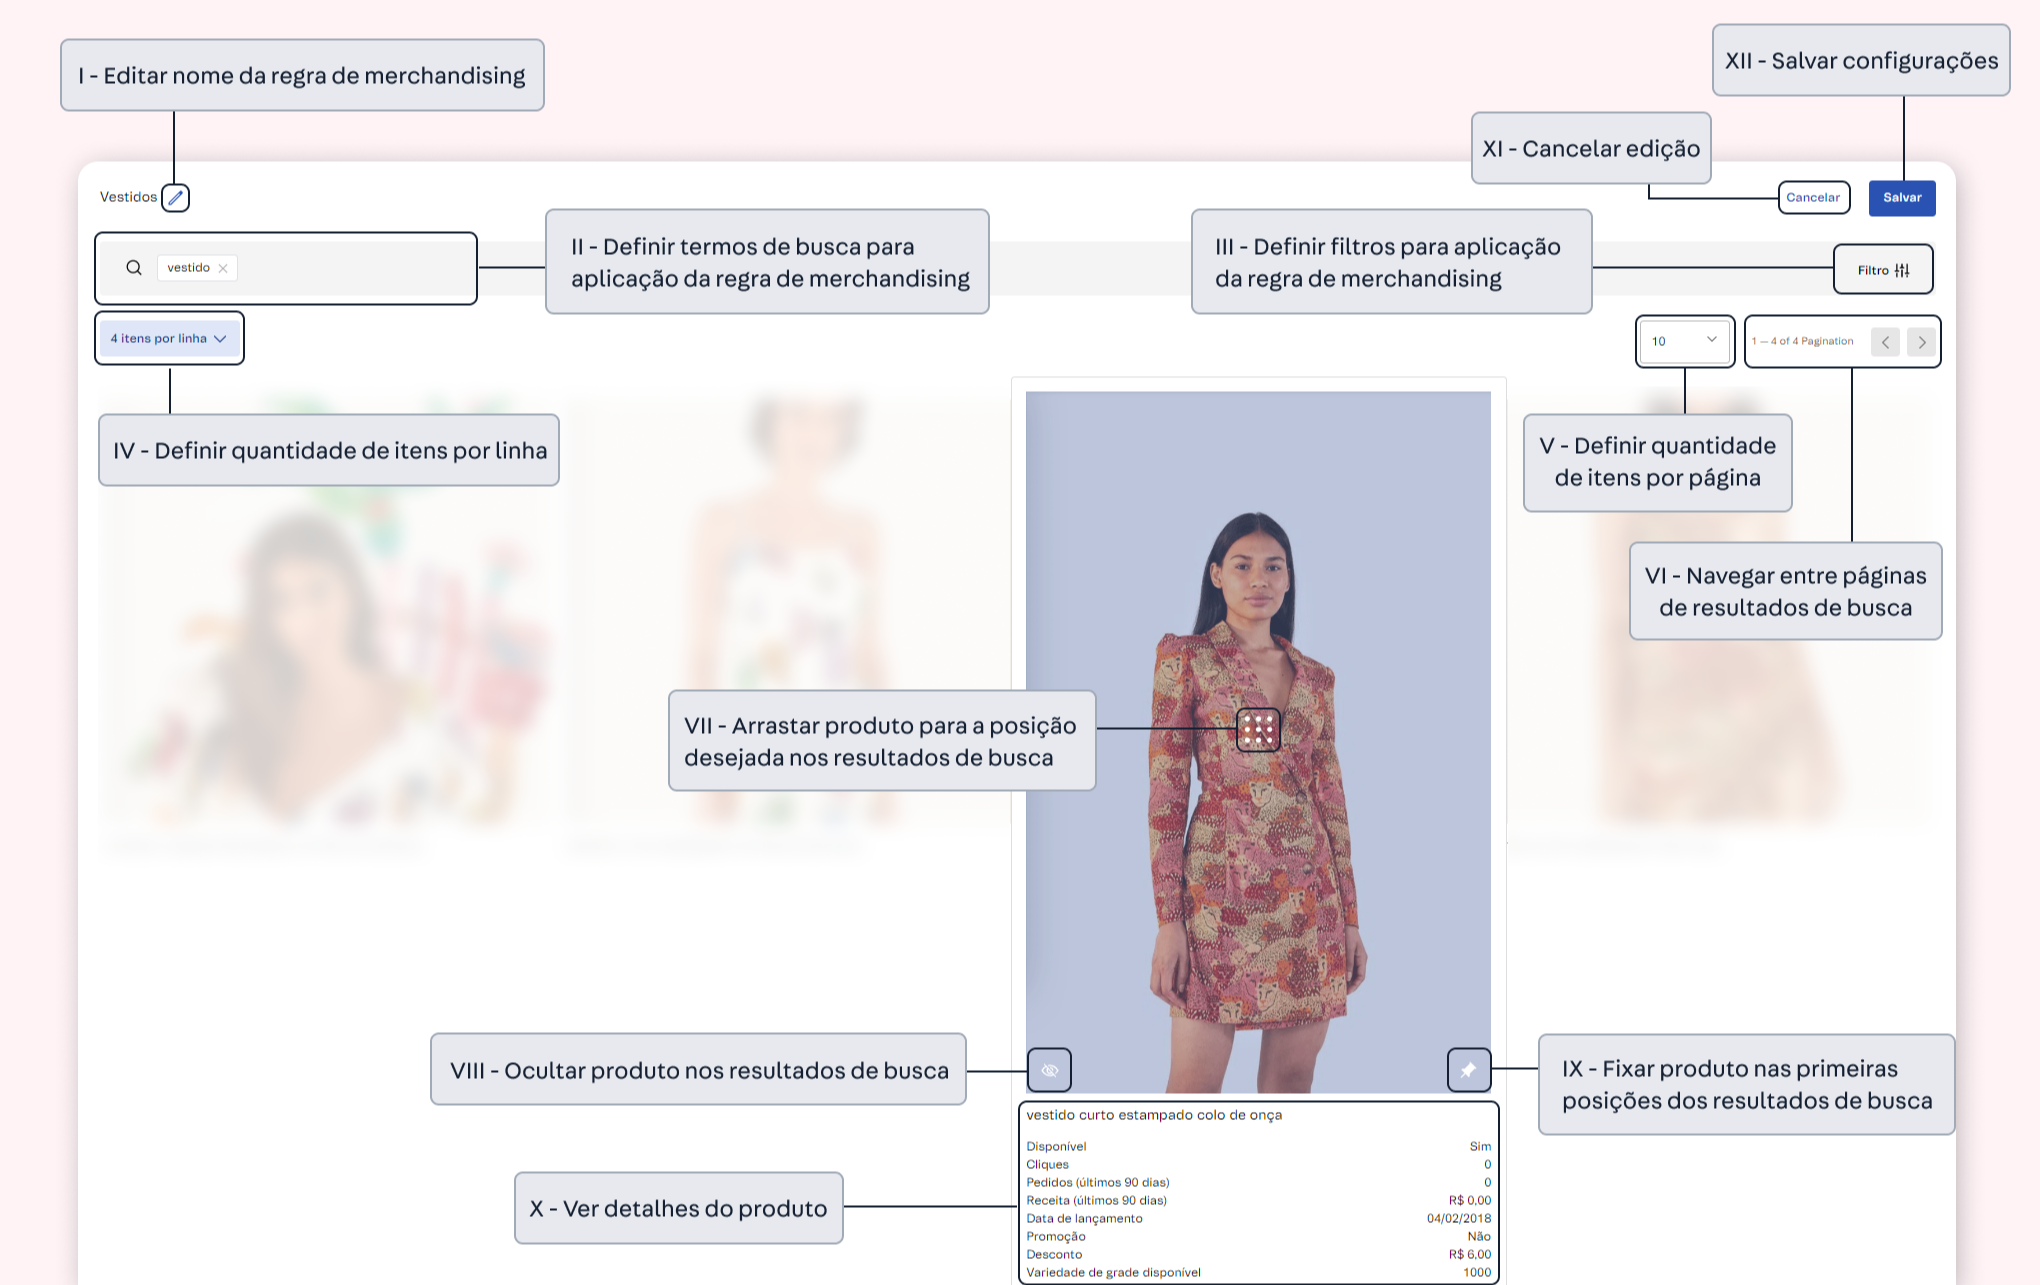 I - Editar nome da regra de merchandising
XII - Salvar configurações
XI - Cancelar edição
Vestidos
Cancelar
Salvar
vestido
II - Definir termos de busca para
aplicação da regra de merchandising
III - Definir filtros para aplicação
da regra de merchandising
Filtro
4 itens por linha
10
1 — 4 of 4 Pagination
IV - Definir quantidade de itens por linha
V - Definir quantidade
de itens por página
VI - Navegar entre páginas
de resultados de busca
VII - Arrastar produto para a posição
desejada nos resultados de busca
VIII - Ocultar produto nos resultados de busca
IX - Fixar produto nas primeiras
posições dos resultados de busca
vestido curto estampado colo de onça
Disponível Sim
Cliques 0
Pedidos (últimos 90 dias) 0
Receita (últimos 90 dias) R$ 0,00
Data de lançamento 04/02/2018
Promoção Não
Desconto R$ 6,00
Variedade de grade disponível 1000
X - Ver detalhes do produto